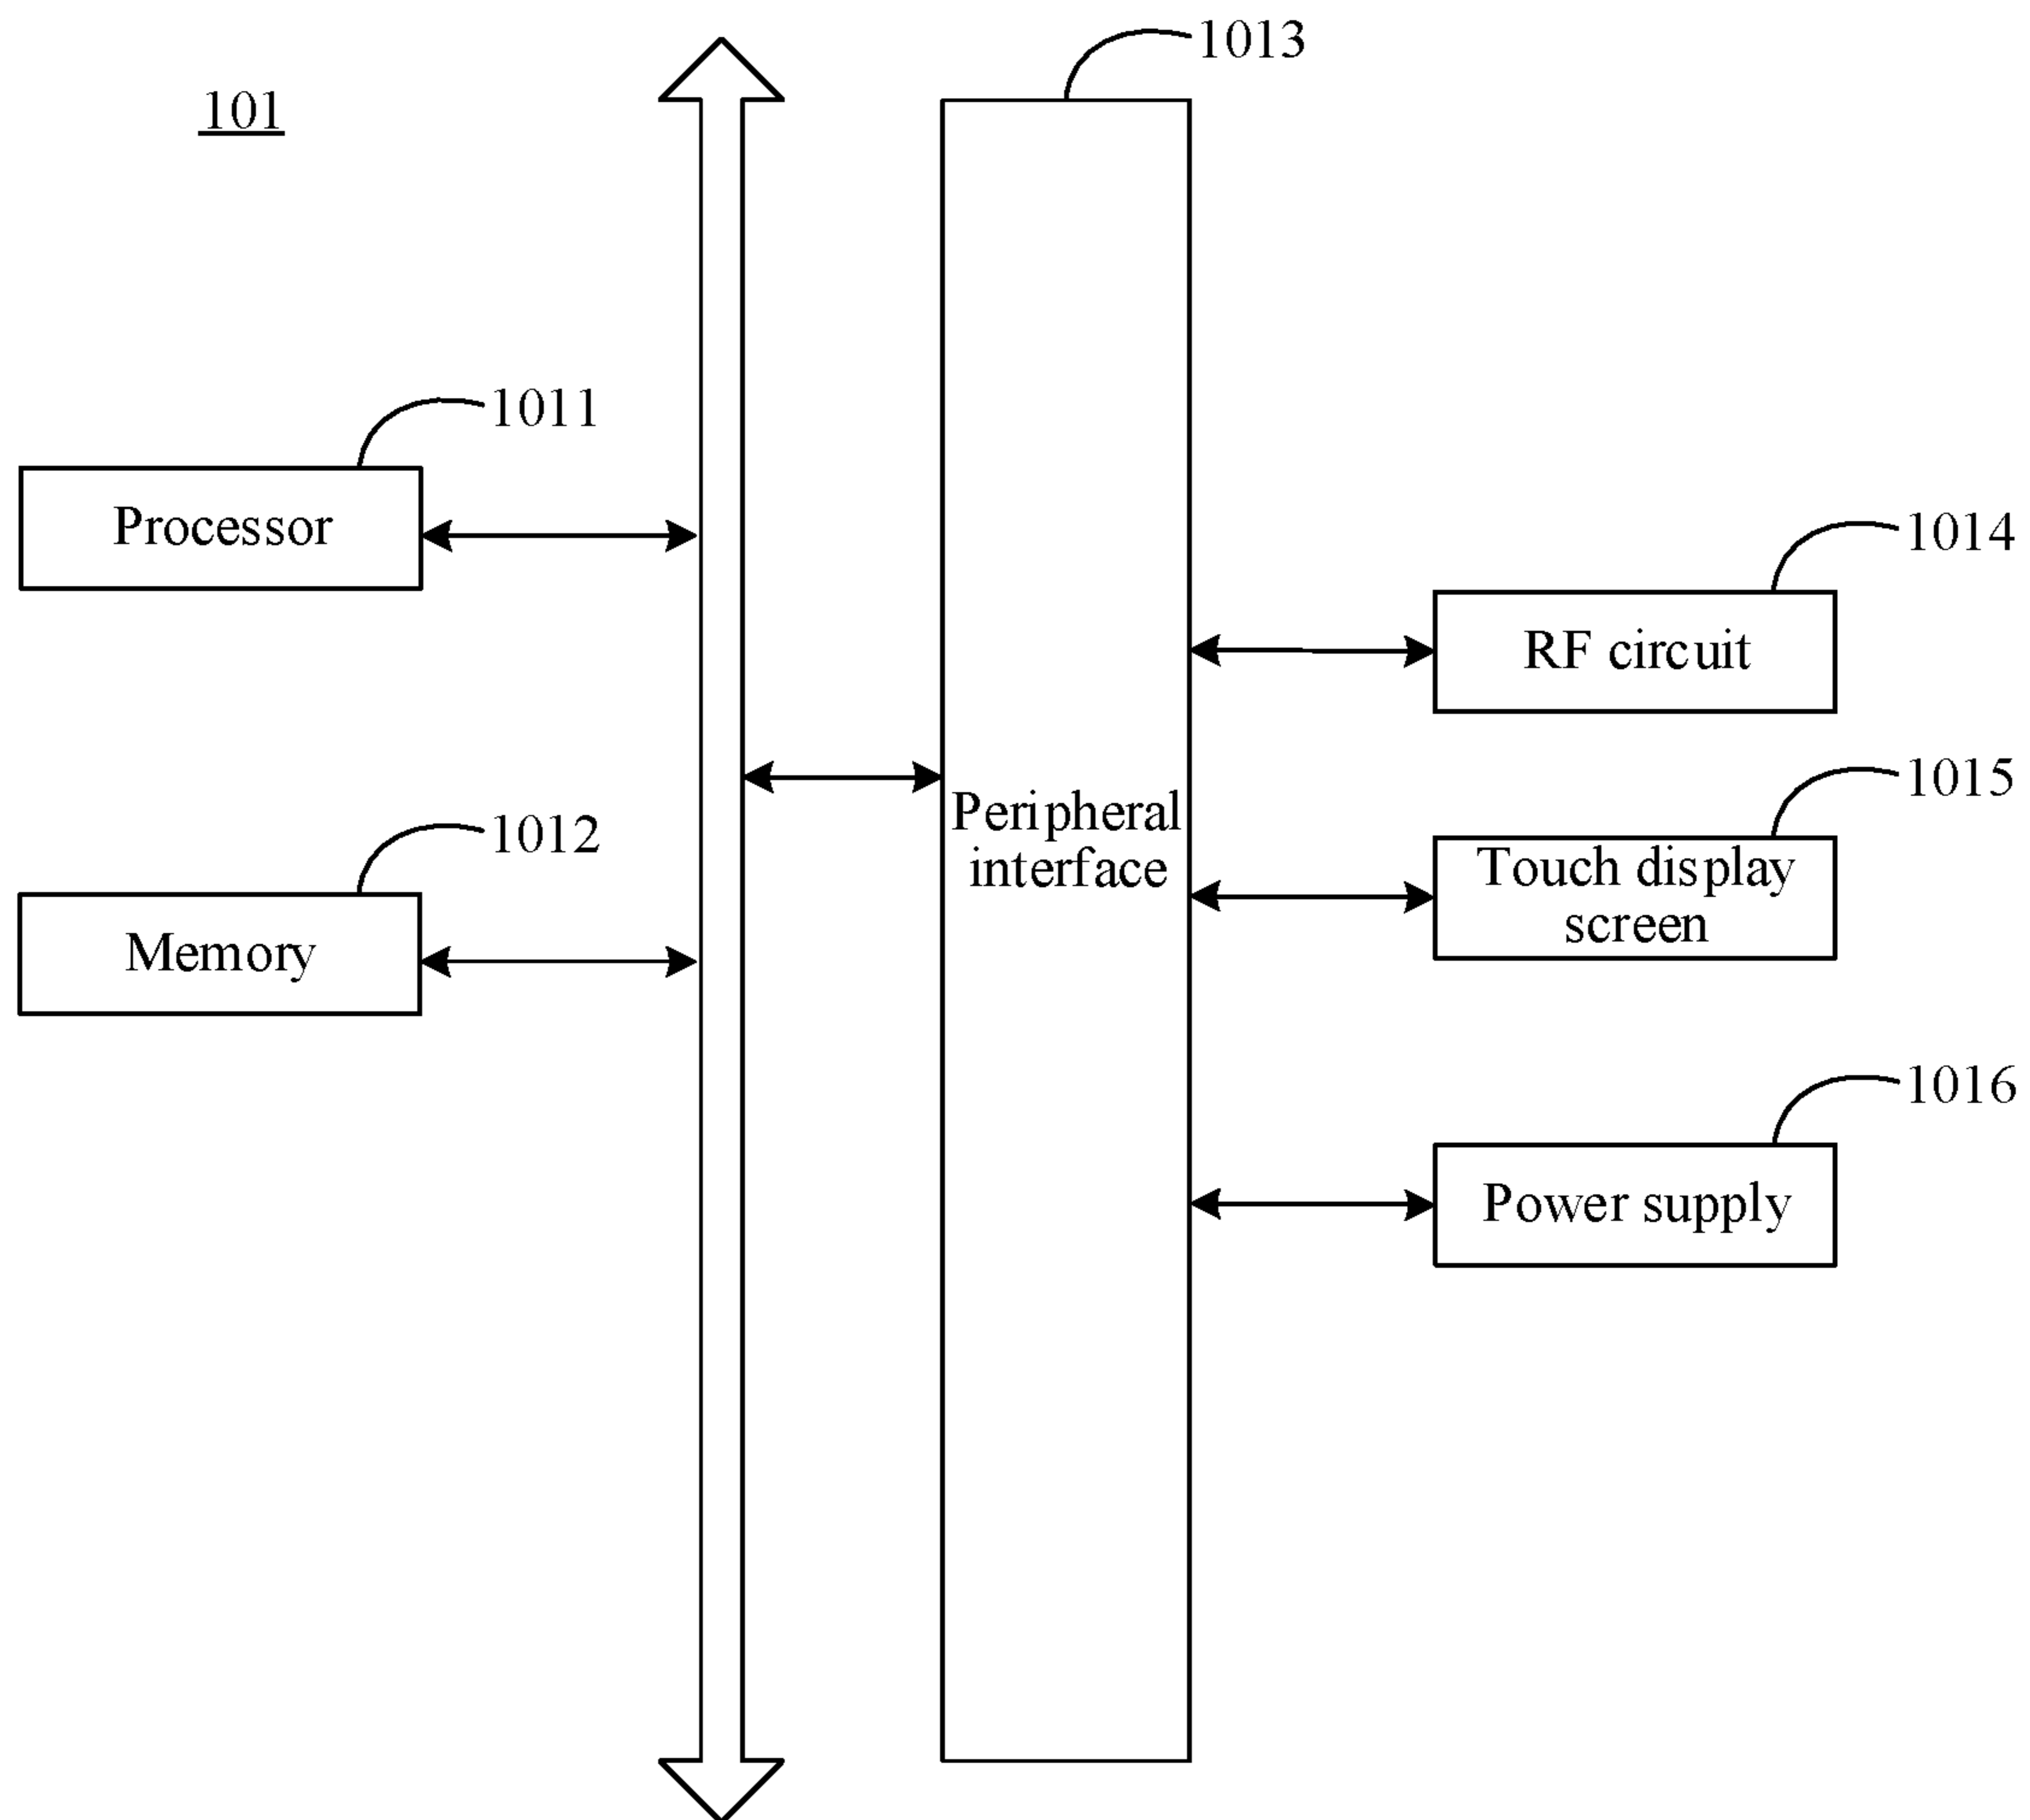 1013
101
1011
Processor
1014
RF circuit
1015
Peripheral
interface
1012
Touch display
screen
Memory
1016
Power supply